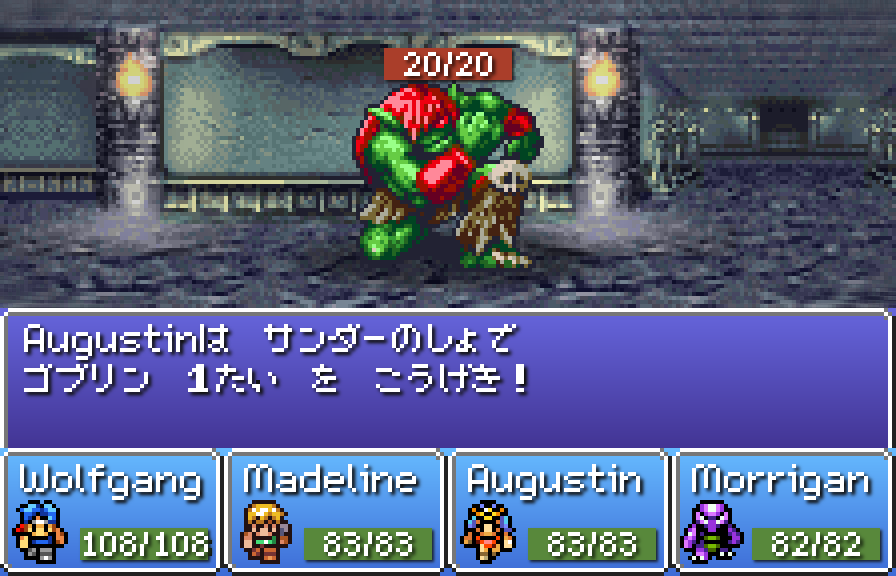 20/20
Augustinは サンダーのしょで
ゴブリン 1たい を こうげき！
Wolfgang
108/108
Madeline
83/83
Augustin
83/83
Morrigan
82/82